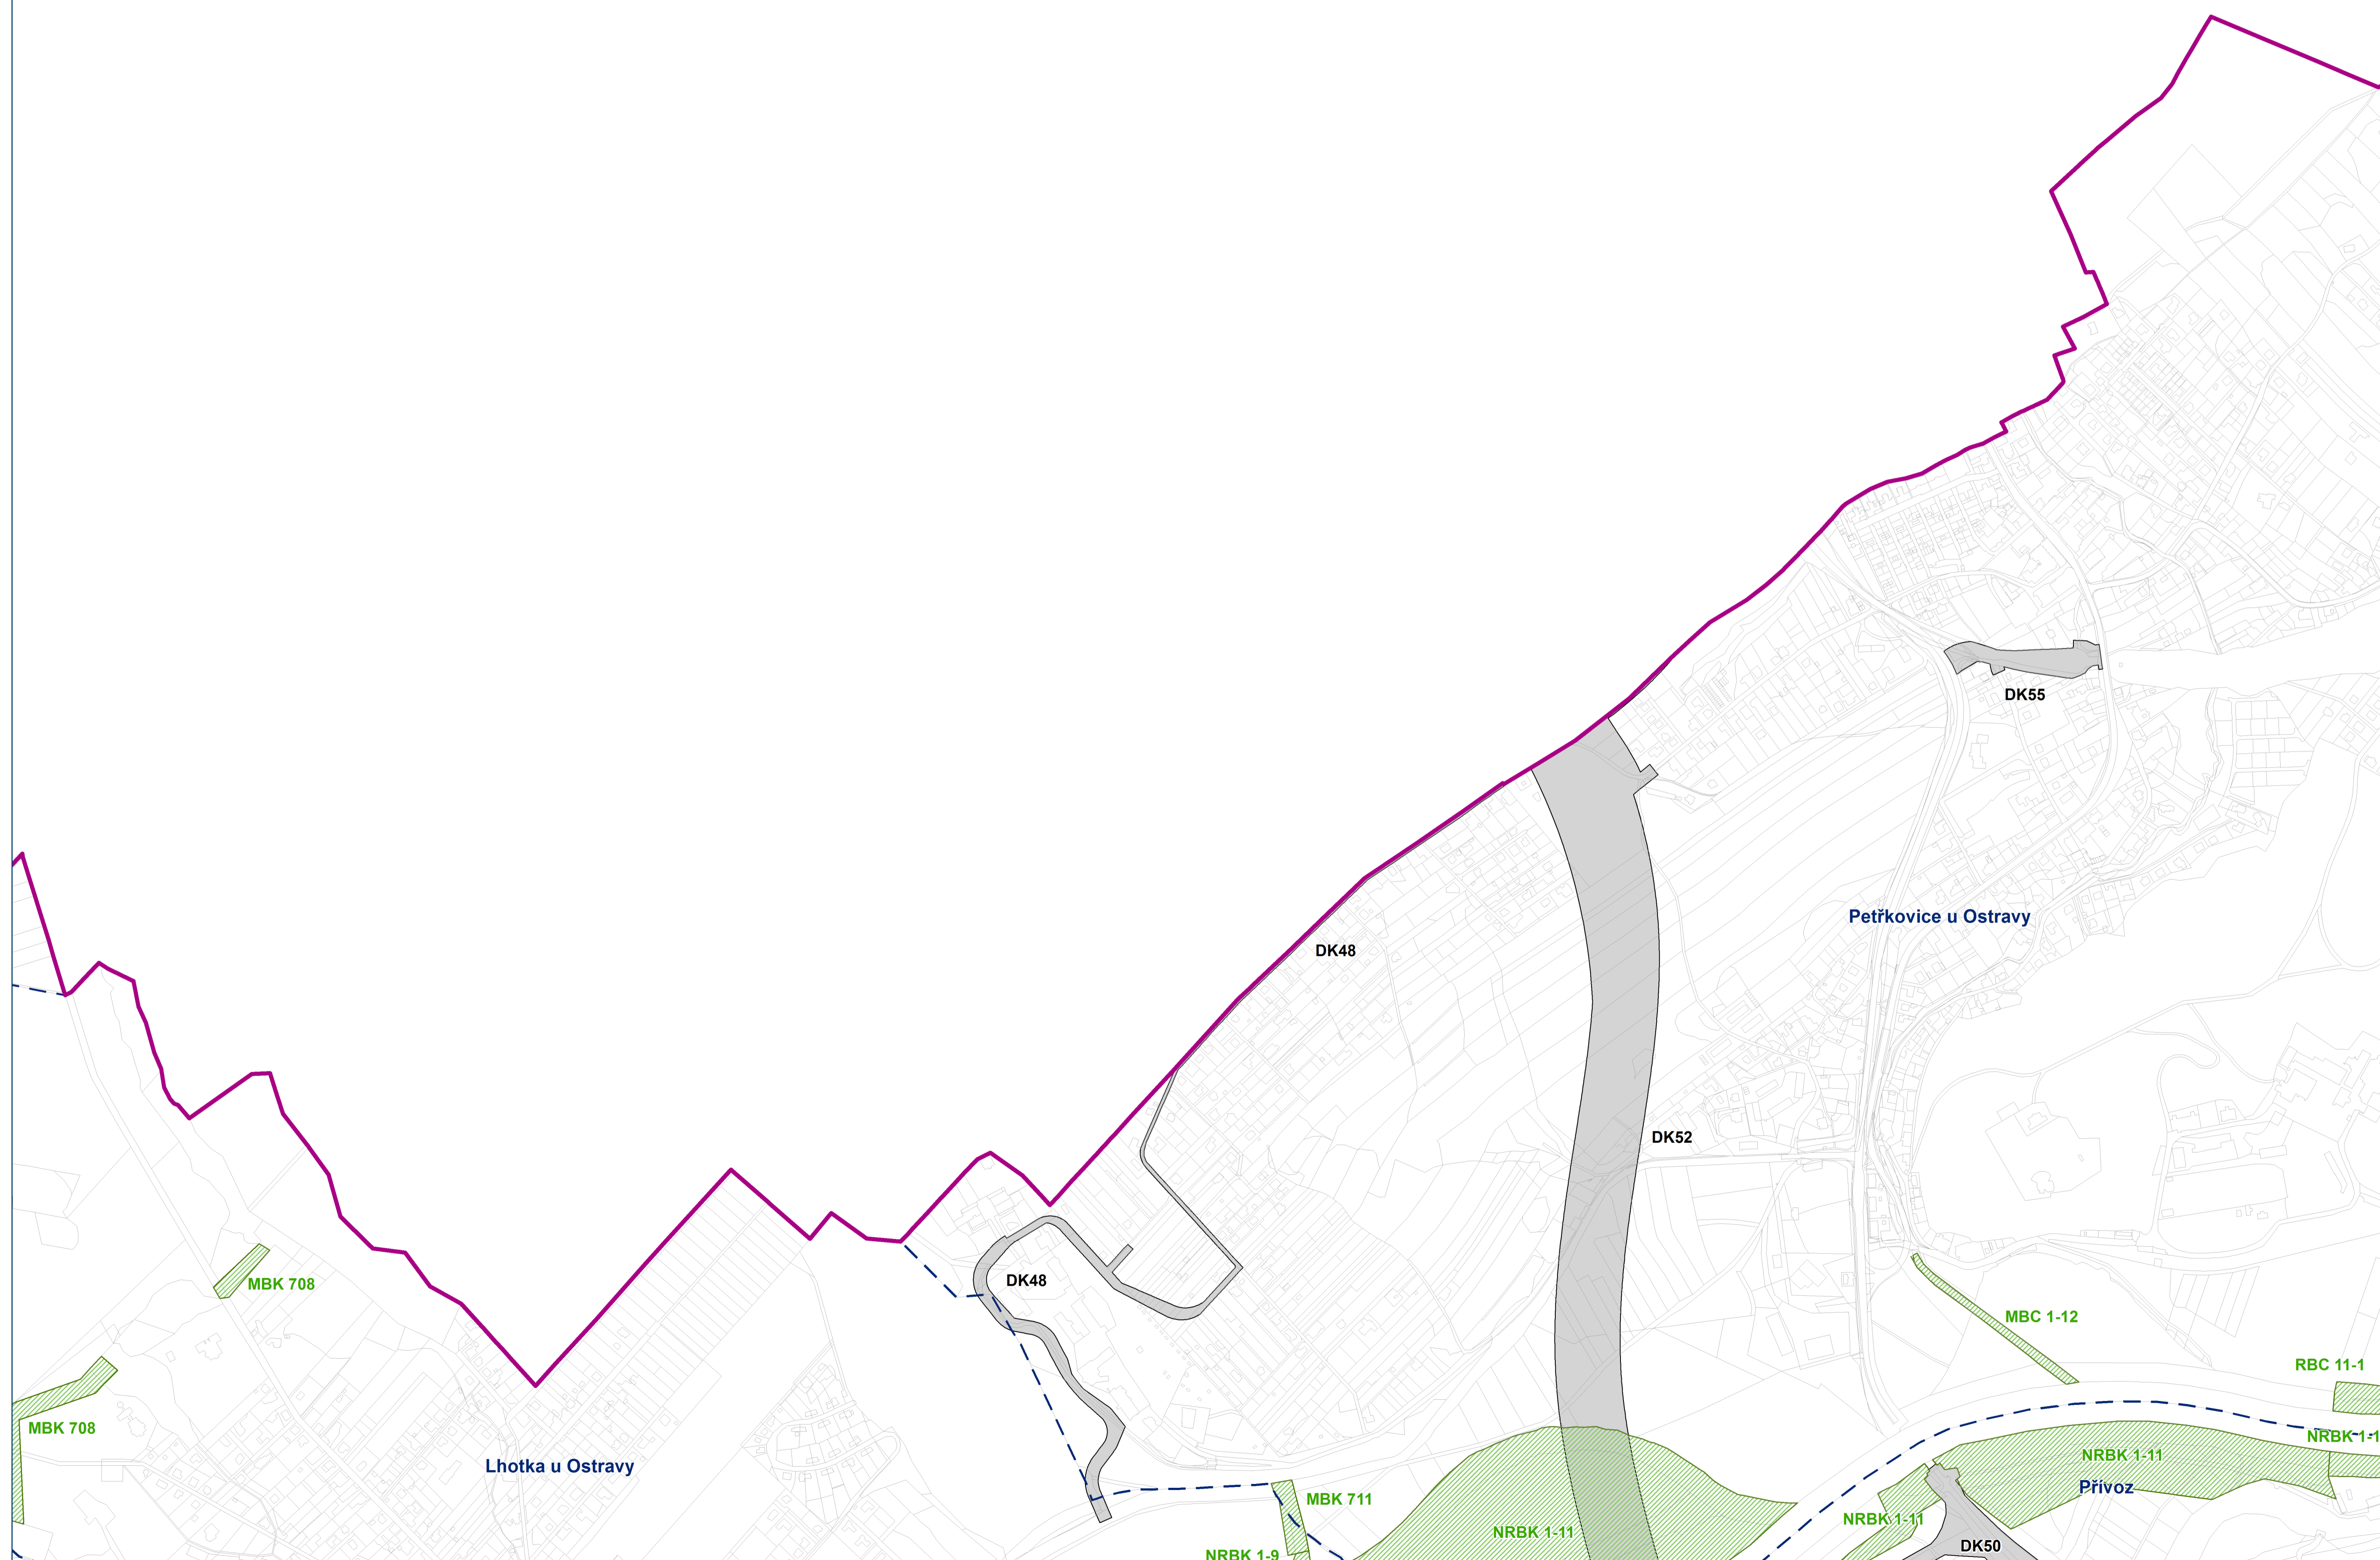 DK55
Petřkovice u Ostravy
DK48
DK52
DK48
MBK 708
MBC 1-12
RBC 11-1
MBK 708
NRBK 1-1
NRBK 1-11
Lhotka u Ostravy
Přívoz
MBK 711
NRBK 1-11
NRBK 1-11
DK50
NRBK 1-9